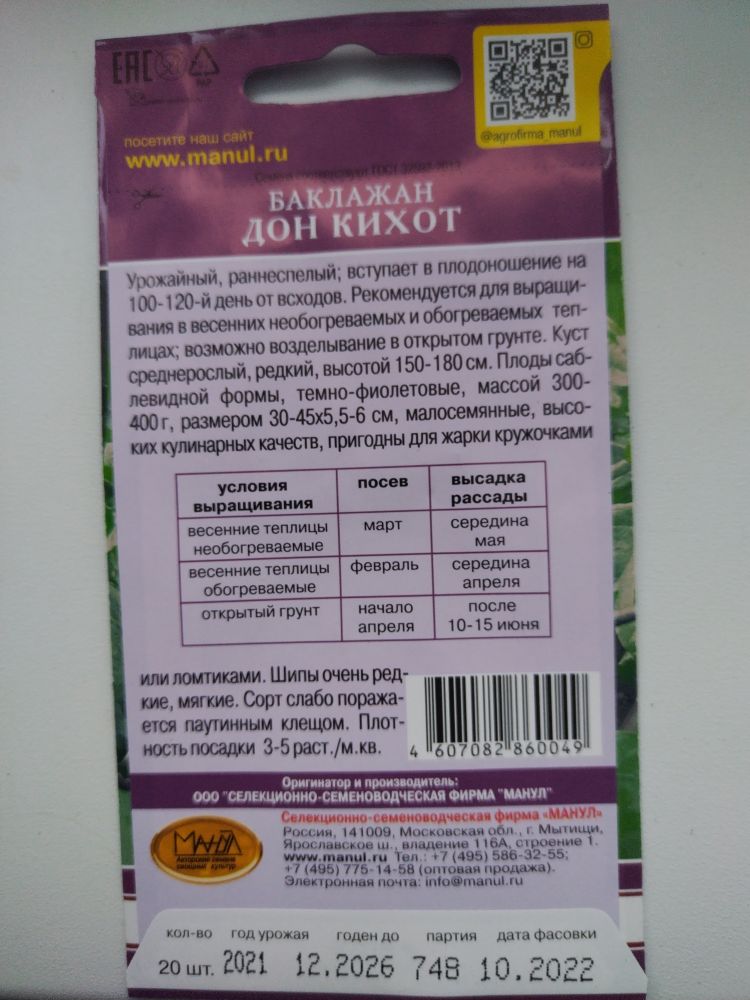 EAC
PAP
@agrofirma_manul
посетите наш сайт
www.manul.ru
БАКЛАЖАН
ДОН КИХОТ
Урожайный, раннеспелый; вступает в плодоношение на
100-120-й день от всходов. Рекомендуется для выращи-
вания в весенних необогреваемых и обогреваемых теп-
лицах; возможно возделывание в открытом грунте. Куст
среднерослый, редкий, высотой 150-180 см. Плоды саб-
левидной формы, темно-фиолетовые, массой 300-
400 г, размером 30-45х5,5-6 см, малосемянные, высо-
ких кулинарных качеств, пригодны для жарки кружочками
условия посев высадка
выращивания рассады
весенние теплицы март середина
необогреваемые мая
весенние теплицы февраль середина
обогреваемые апреля
открытый грунт начало после
апреля 10-15 июня
или ломтиками. Шипы очень ред-
кие, мягкие. Сорт слабо поража-
ется паутинным клещом. Плот-
ность посадки 3-5 раст./м.кв.
4 607082 860049
Оригинатор и производитель:
ООО "СЕЛЕКЦИОННО-СЕМЕНОВОДЧЕСКАЯ ФИРМА "МАНУЛ"
МАНУЛ
Авторские семена
овощных культур
Селекционно-семеноводческая фирма «МАНУЛ»
Россия, 141009, Московская обл., г. Мытищи,
Ярославское ш., владение 116А, строение 1.
www.manul.ru Тел.: +7 (495) 586-32-55;
+7 (495) 775-14-58 (оптовая продажа).
Электронная почта: info@manul.ru
кол-во год урожая годен до партия дата фасовки
20 шт. 2021 12.2026 748 10.2022